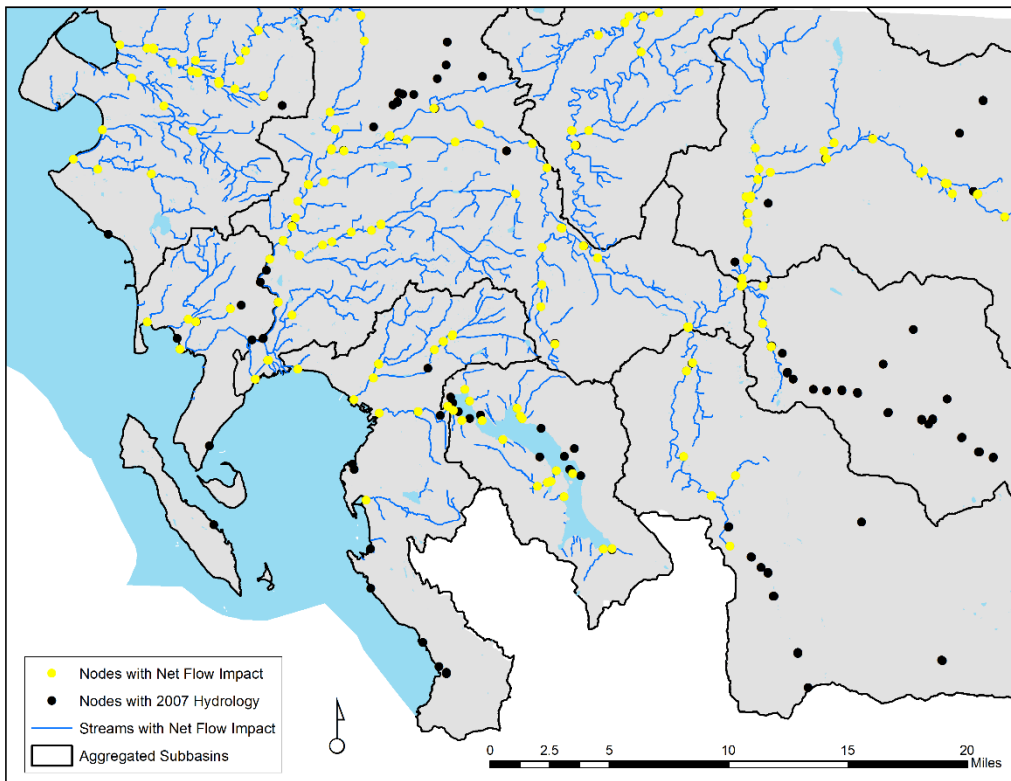 Nodes with Net Flow Impact
Nodes with 2007 Hydrology
Streams with Net Flow Impact
Aggregated Subbasins
0 2.5 5 10 15 20
Miles